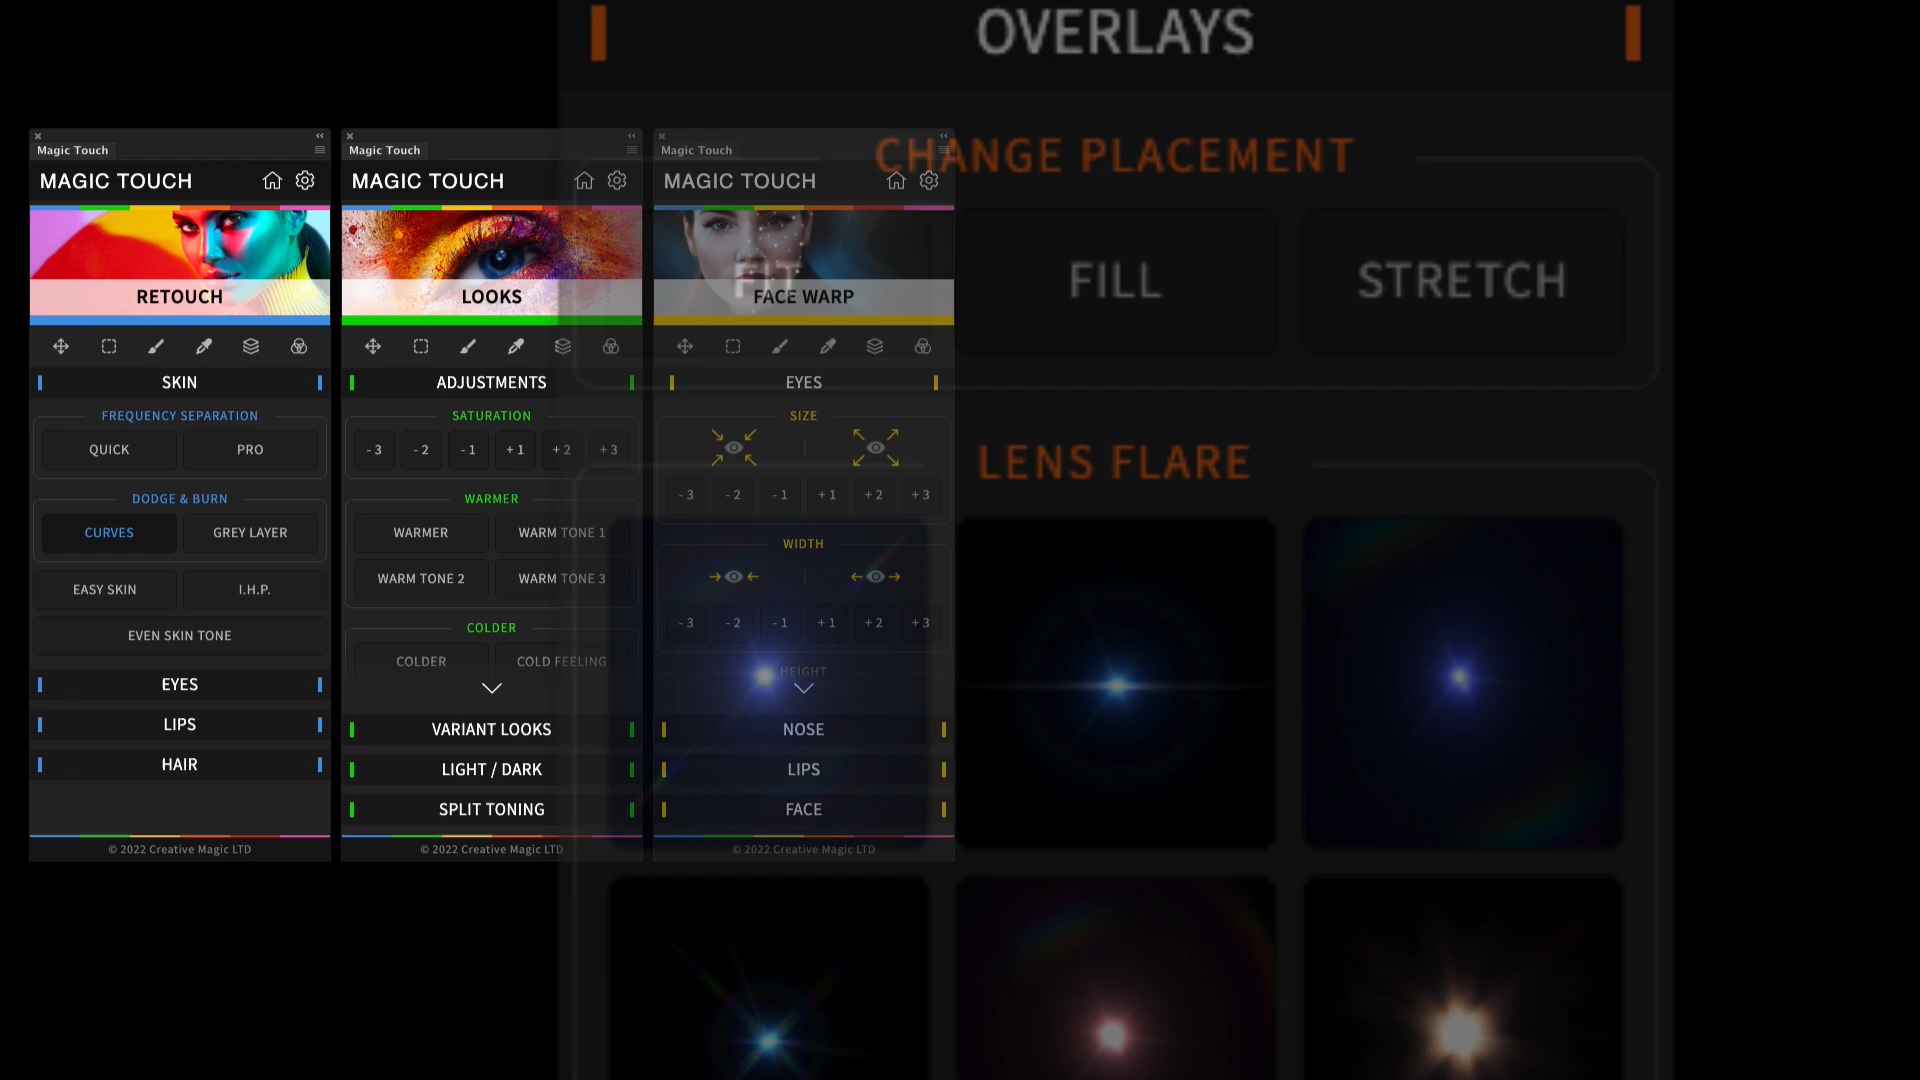 OVERLAYS
CHANGE PLACEMENT
FIT
FILL
STRETCH
LENS FLARE
Magic Touch
MAGIC TOUCH
RETOUCH
SKIN
FREQUENCY SEPARATION
QUICK
PRO
DODGE & BURN
CURVES
GREY LAYER
EASY SKIN
I.H.P.
EVEN SKIN TONE
EYES
LIPS
HAIR
© 2022 Creative Magic LTD
Magic Touch
MAGIC TOUCH
LOOKS
ADJUSTMENTS
SATURATION
- 3 - 2 - 1 + 1 + 2 + 3
WARMER
WARMER
WARM TONE 1
WARM TONE 2
WARM TONE 3
COLDER
COLDER
COLD FEELING
VARIANT LOOKS
LIGHT / DARK
SPLIT TONING
© 2022 Creative Magic LTD
Magic Touch
MAGIC TOUCH
FACE WARP
EYES
SIZE
- 3 - 2 - 1 + 1 + 2 + 3
WIDTH
- 3 - 2 - 1 + 1 + 2 + 3
HEIGHT
NOSE
LIPS
FACE
© 2022 Creative Magic LTD